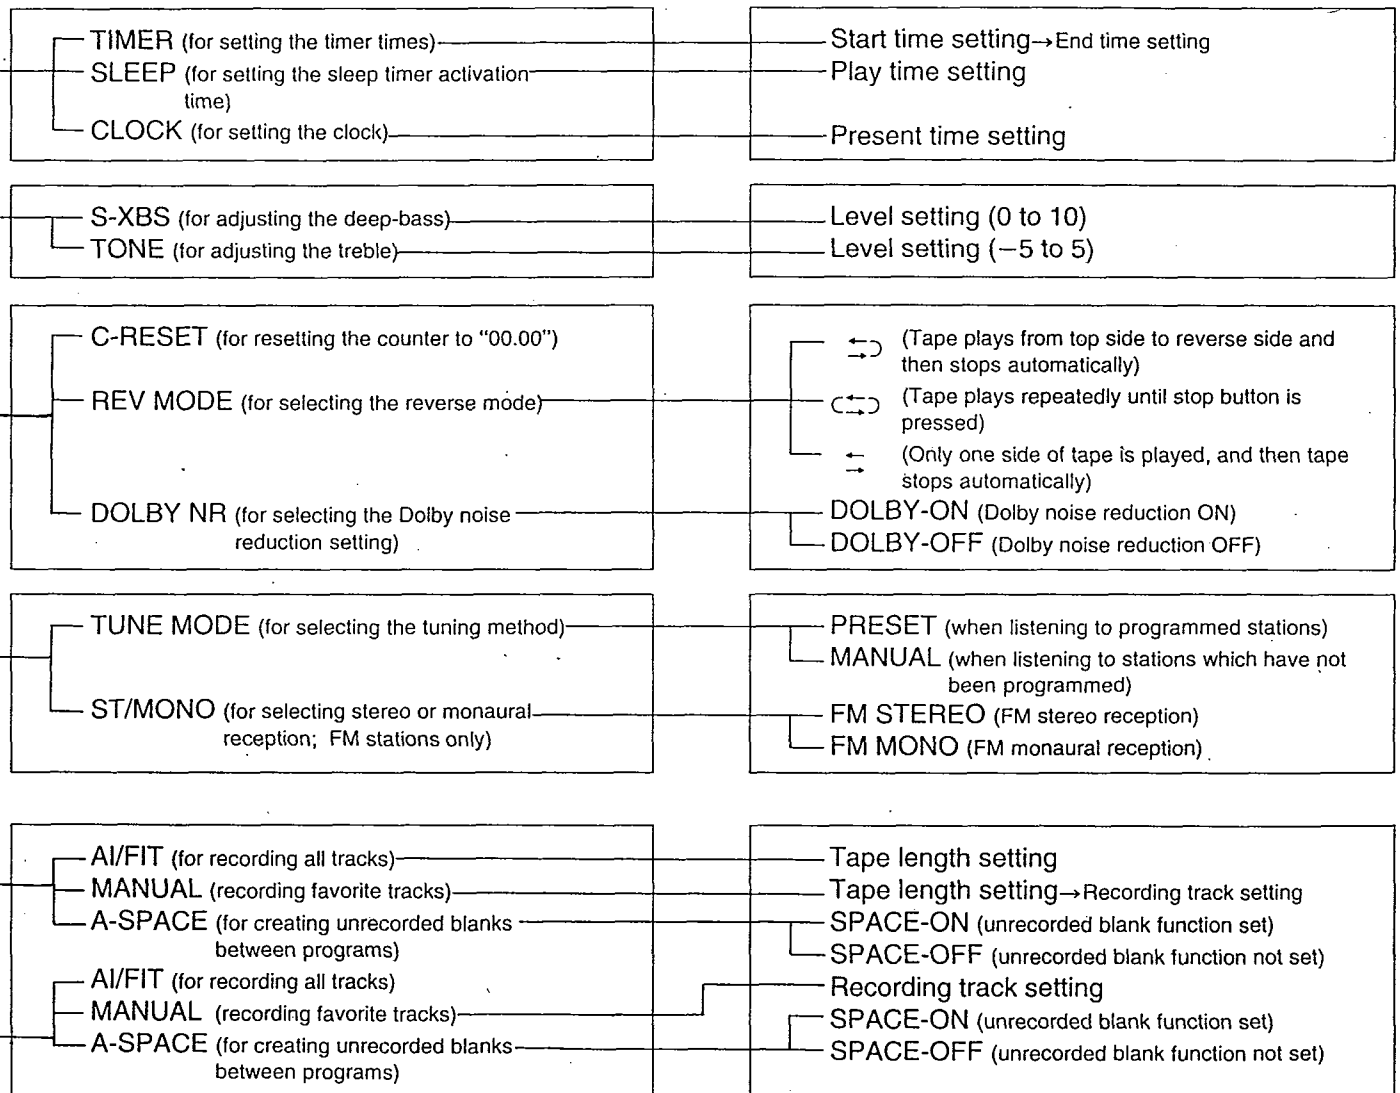 TIMER (for setting the timer times) Start time setting→End time setting
SLEEP (for setting the sleep timer activation Play time setting
time)
CLOCK (for setting the clock) Present time setting
S-XBS (for adjusting the deep-bass) Level setting (0 to 10)
TONE (for adjusting the treble) Level setting (−5 to 5)
C-RESET (for resetting the counter to “00.00”)
REV MODE (for selecting the reverse mode)
DOLBY NR (for selecting the Dolby noise
reduction setting)
(Tape plays from top side to reverse side and
then stops automatically)
(Tape plays repeatedly until stop button is
pressed)
(Only one side of tape is played, and then tape
stops automatically)
DOLBY-ON (Dolby noise reduction ON)
DOLBY-OFF (Dolby noise reduction OFF)
TUNE MODE (for selecting the tuning method)
ST/MONO (for selecting stereo or monaural
reception; FM stations only)
PRESET (when listening to programmed stations)
MANUAL (when listening to stations which have not
been programmed)
FM STEREO (FM stereo reception)
FM MONO (FM monaural reception)
AI/FIT (for recording all tracks)
MANUAL (recording favorite tracks)
A-SPACE (for creating unrecorded blanks
between programs)
AI/FIT (for recording all tracks)
MANUAL (recording favorite tracks)
A-SPACE (for creating unrecorded blanks
between programs)
Tape length setting
Tape length setting→Recording track setting
SPACE-ON (unrecorded blank function set)
SPACE-OFF (unrecorded blank function not set)
Recording track setting
SPACE-ON (unrecorded blank function set)
SPACE-OFF (unrecorded blank function not set)